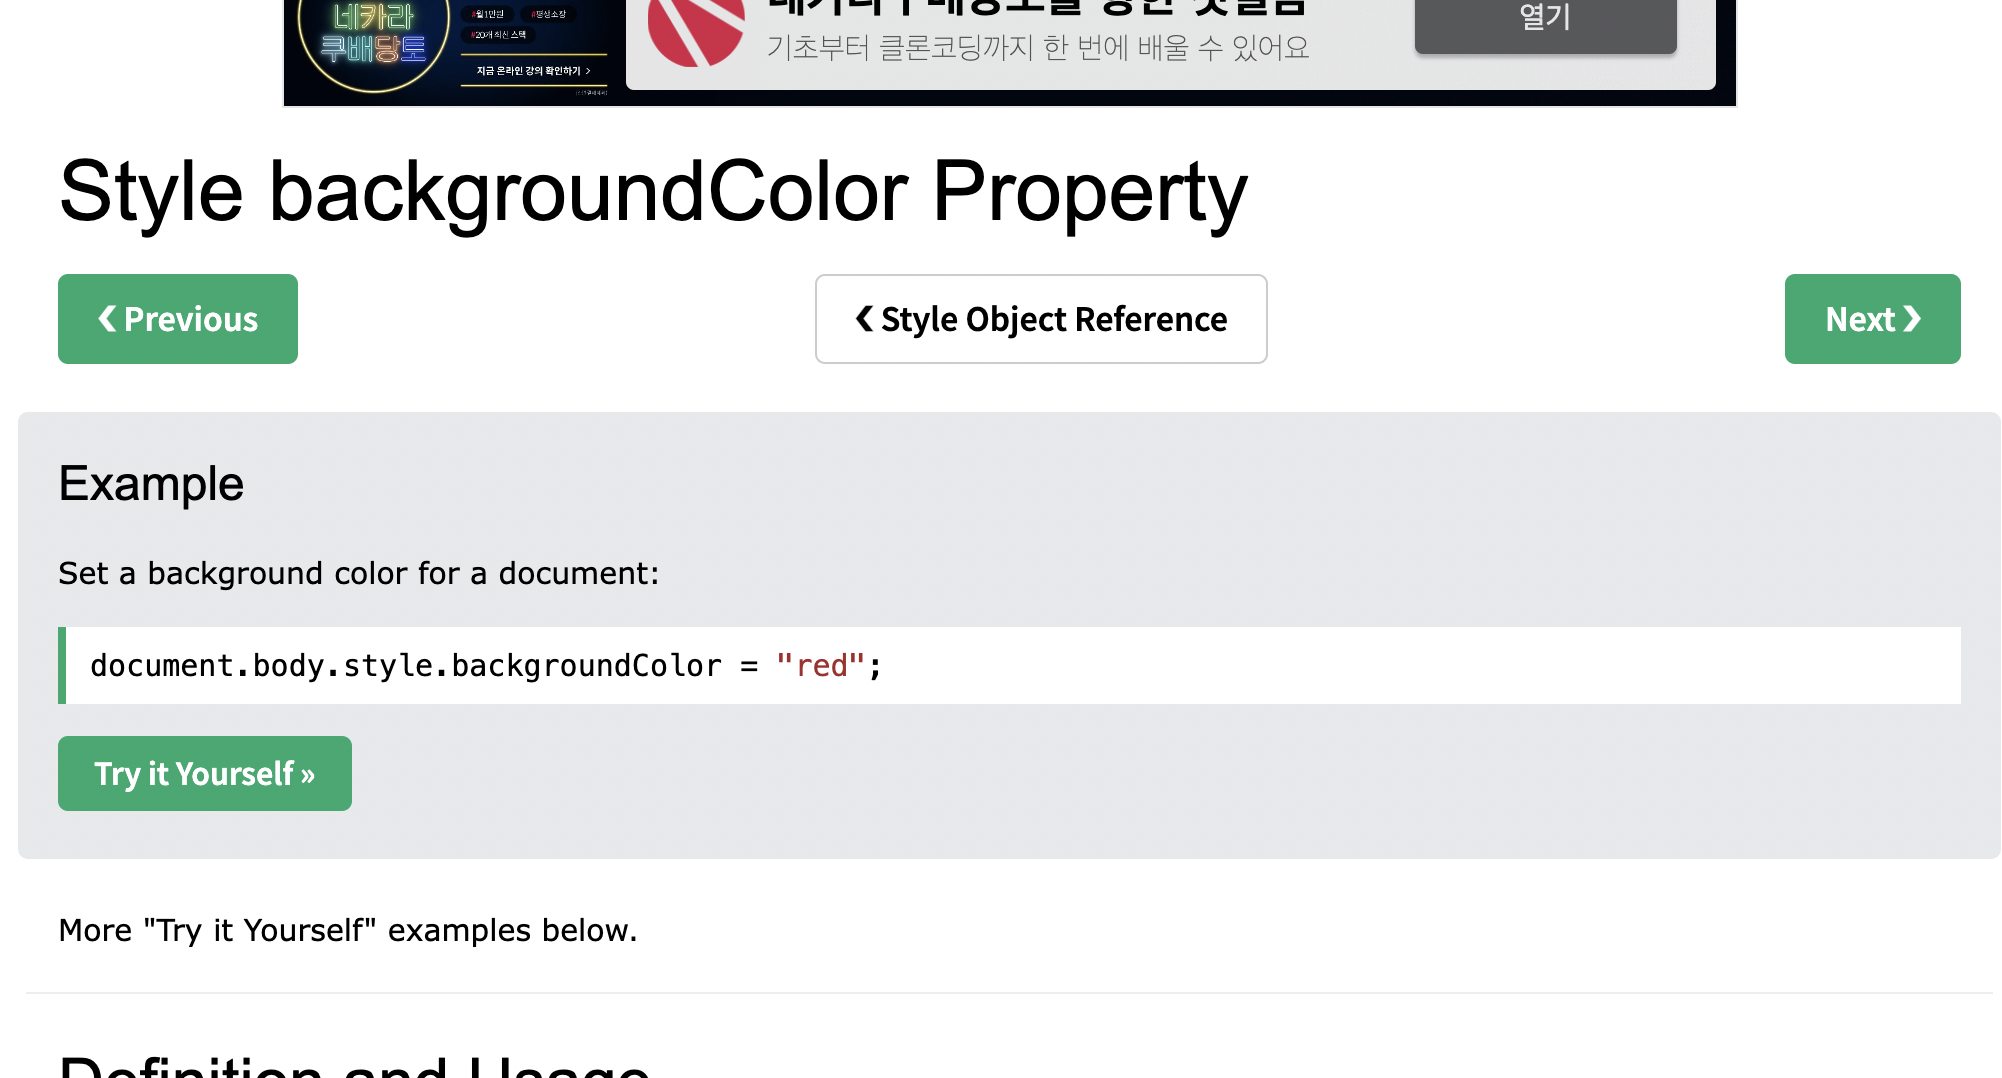 네카라
쿠배당토
#월1만원 #평생소장
#20개 최신 스택
지금 온라인 강의 확인하기 >
기초부터 클론코딩까지 한 번에 배울 수 있어요
열기
Style backgroundColor Property
❮ Previous
❮ Style Object Reference
Next ❯
Example
Set a background color for a document:
document.body.style.backgroundColor = "red";
Try it Yourself »
More "Try it Yourself" examples below.
Definition and Usage